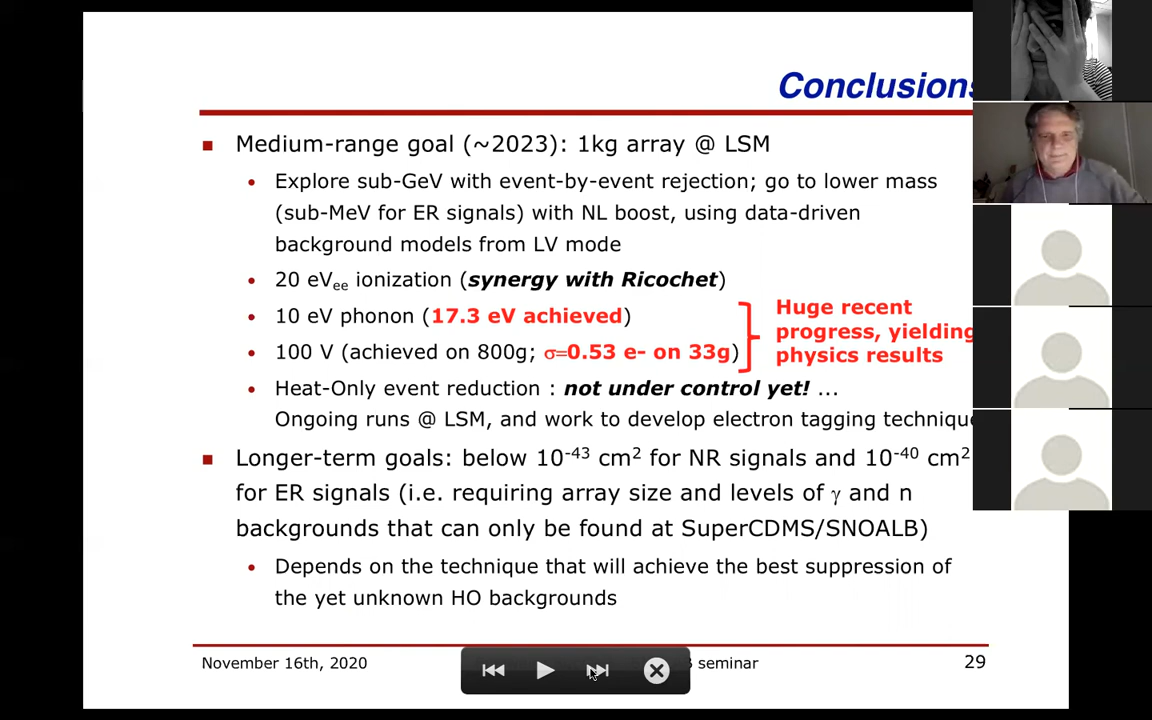 Conclusions
Medium-range goal (~2023): 1kg array @ LSM
Explore sub-GeV with event-by-event rejection; go to lower mass
(sub-MeV for ER signals) with NL boost, using data-driven
background models from LV mode
20 eVee ionization (synergy with Ricochet)
10 eV phonon (17.3 eV achieved)
100 V (achieved on 800g; σ=0.53 e- on 33g)
Huge recent
progress, yielding
physics results
Heat-Only event reduction : not under control yet! ...
Ongoing runs @ LSM, and work to develop electron tagging technique
Longer-term goals: below 10-43 cm2 for NR signals and 10-40 cm2
for ER signals (i.e. requiring array size and levels of γ and n
backgrounds that can only be found at SuperCDMS/SNOALB)
Depends on the technique that will achieve the best suppression of
the yet unknown HO backgrounds
November 16th, 2020
seminar
29